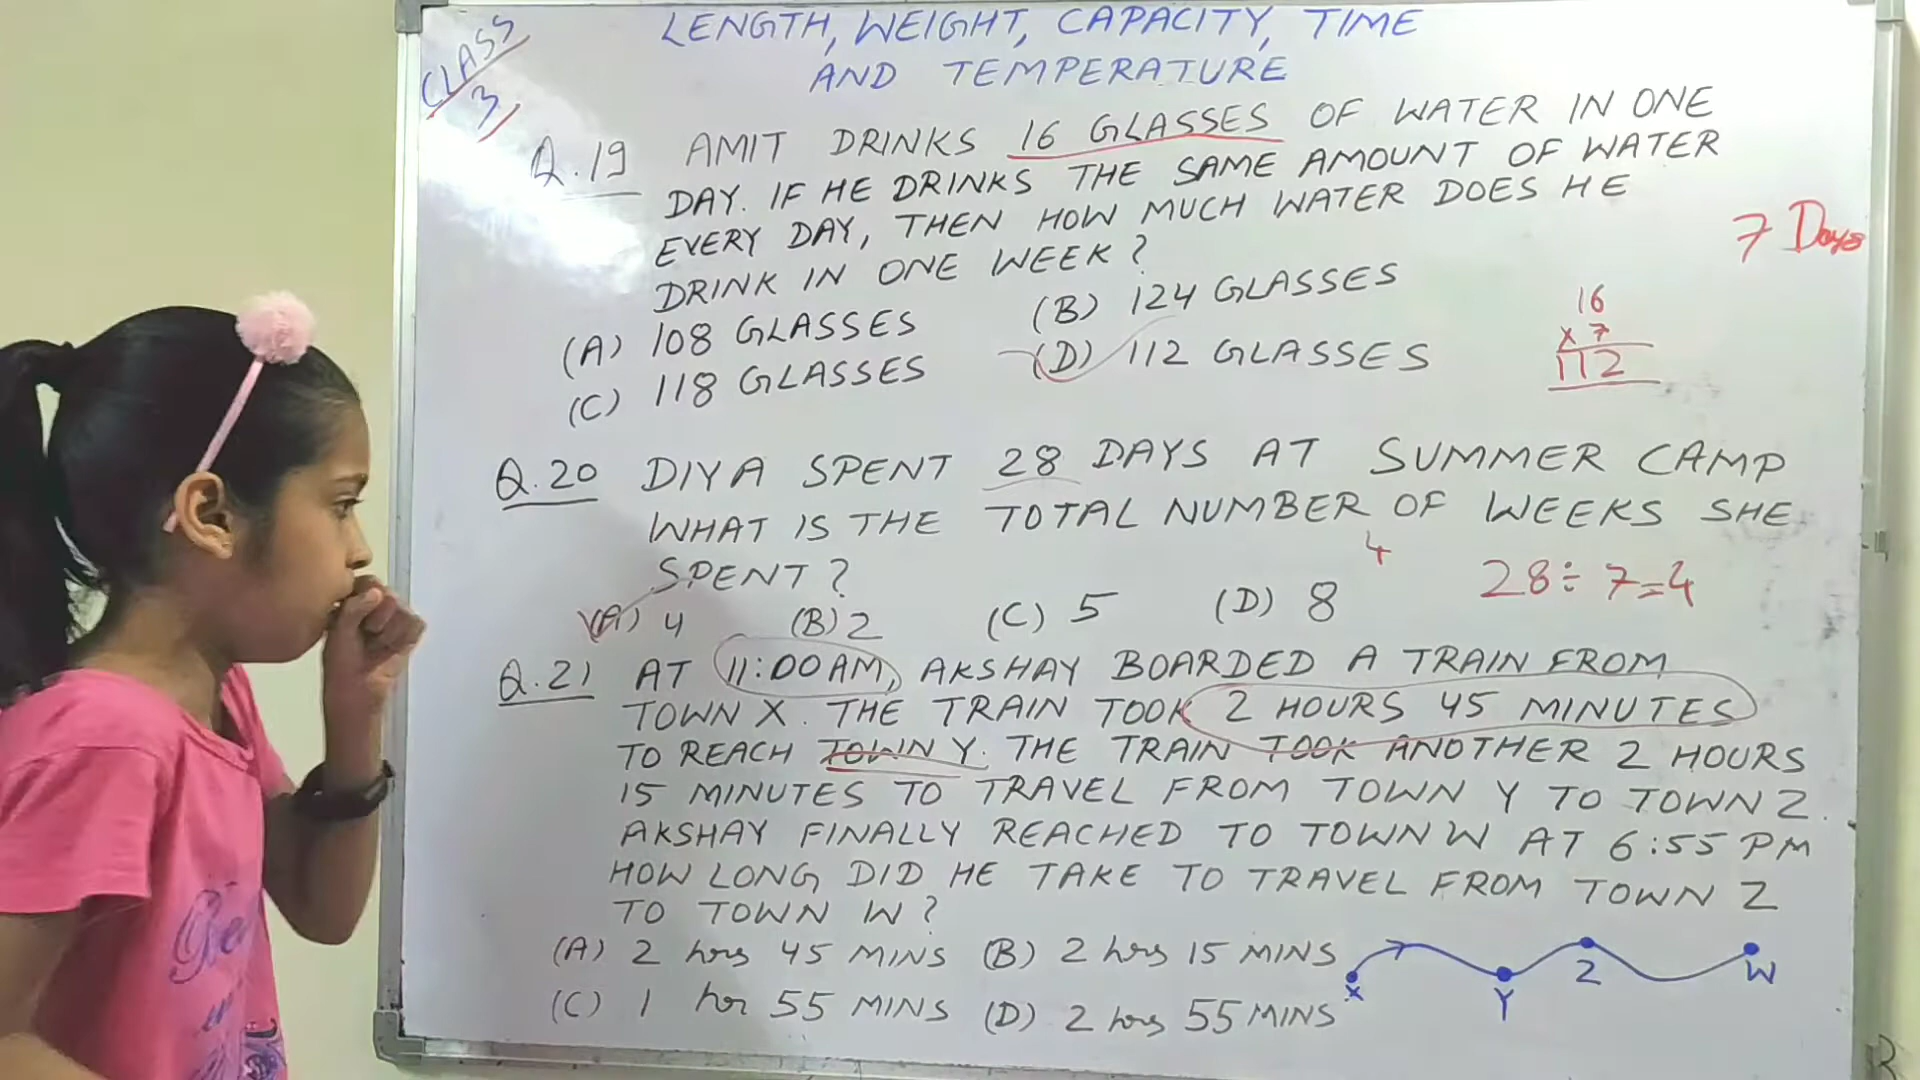 CLASS
3
LENGTH, WEIGHT, CAPACITY, TIME
AND TEMPERATURE
Q.19 AMIT DRINKS 16 GLASSES OF WATER IN ONE
DAY. IF HE DRINKS THE SAME AMOUNT OF WATER
EVERY DAY, THEN HOW MUCH WATER DOES HE
DRINK IN ONE WEEK?
7 Days
(A) 108 GLASSES (B) 124 GLASSES
(C) 118 GLASSES (D) 112 GLASSES
16
x 7
112
Q.20 DIYA SPENT 28 DAYS AT SUMMER CAMP
WHAT IS THE TOTAL NUMBER OF WEEKS SHE
SPENT?
4
28 ÷ 7 = 4
(A) 4 (B) 2 (C) 5 (D) 8
Q.21 AT 11:00 AM, AKSHAY BOARDED A TRAIN FROM
TOWN X. THE TRAIN TOOK 2 HOURS 45 MINUTES
TO REACH TOWN Y. THE TRAIN TOOK ANOTHER 2 HOURS
15 MINUTES TO TRAVEL FROM TOWN Y TO TOWN Z.
AKSHAY FINALLY REACHED TO TOWN W AT 6:55 PM
HOW LONG DID HE TAKE TO TRAVEL FROM TOWN Z
TO TOWN W?
(A) 2 hrs 45 MINS (B) 2 hrs 15 MINS
(C) 1 hr 55 MINS (D) 2 hrs 55 MINS
X Y Z W